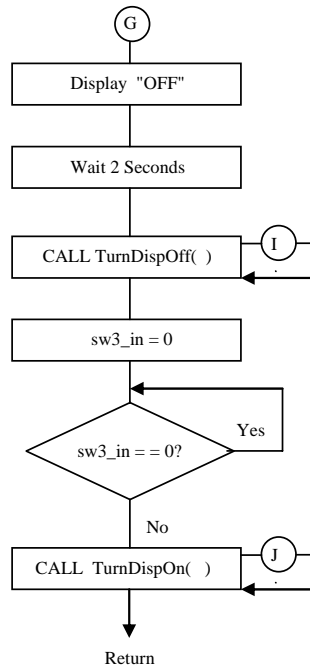 G
Display "OFF"
Wait 2 Seconds
CALL TurnDispOff( )
I
sw3_in = 0
Yes
sw3_in = = 0?
No
CALL TurnDispOn( )
J
Return